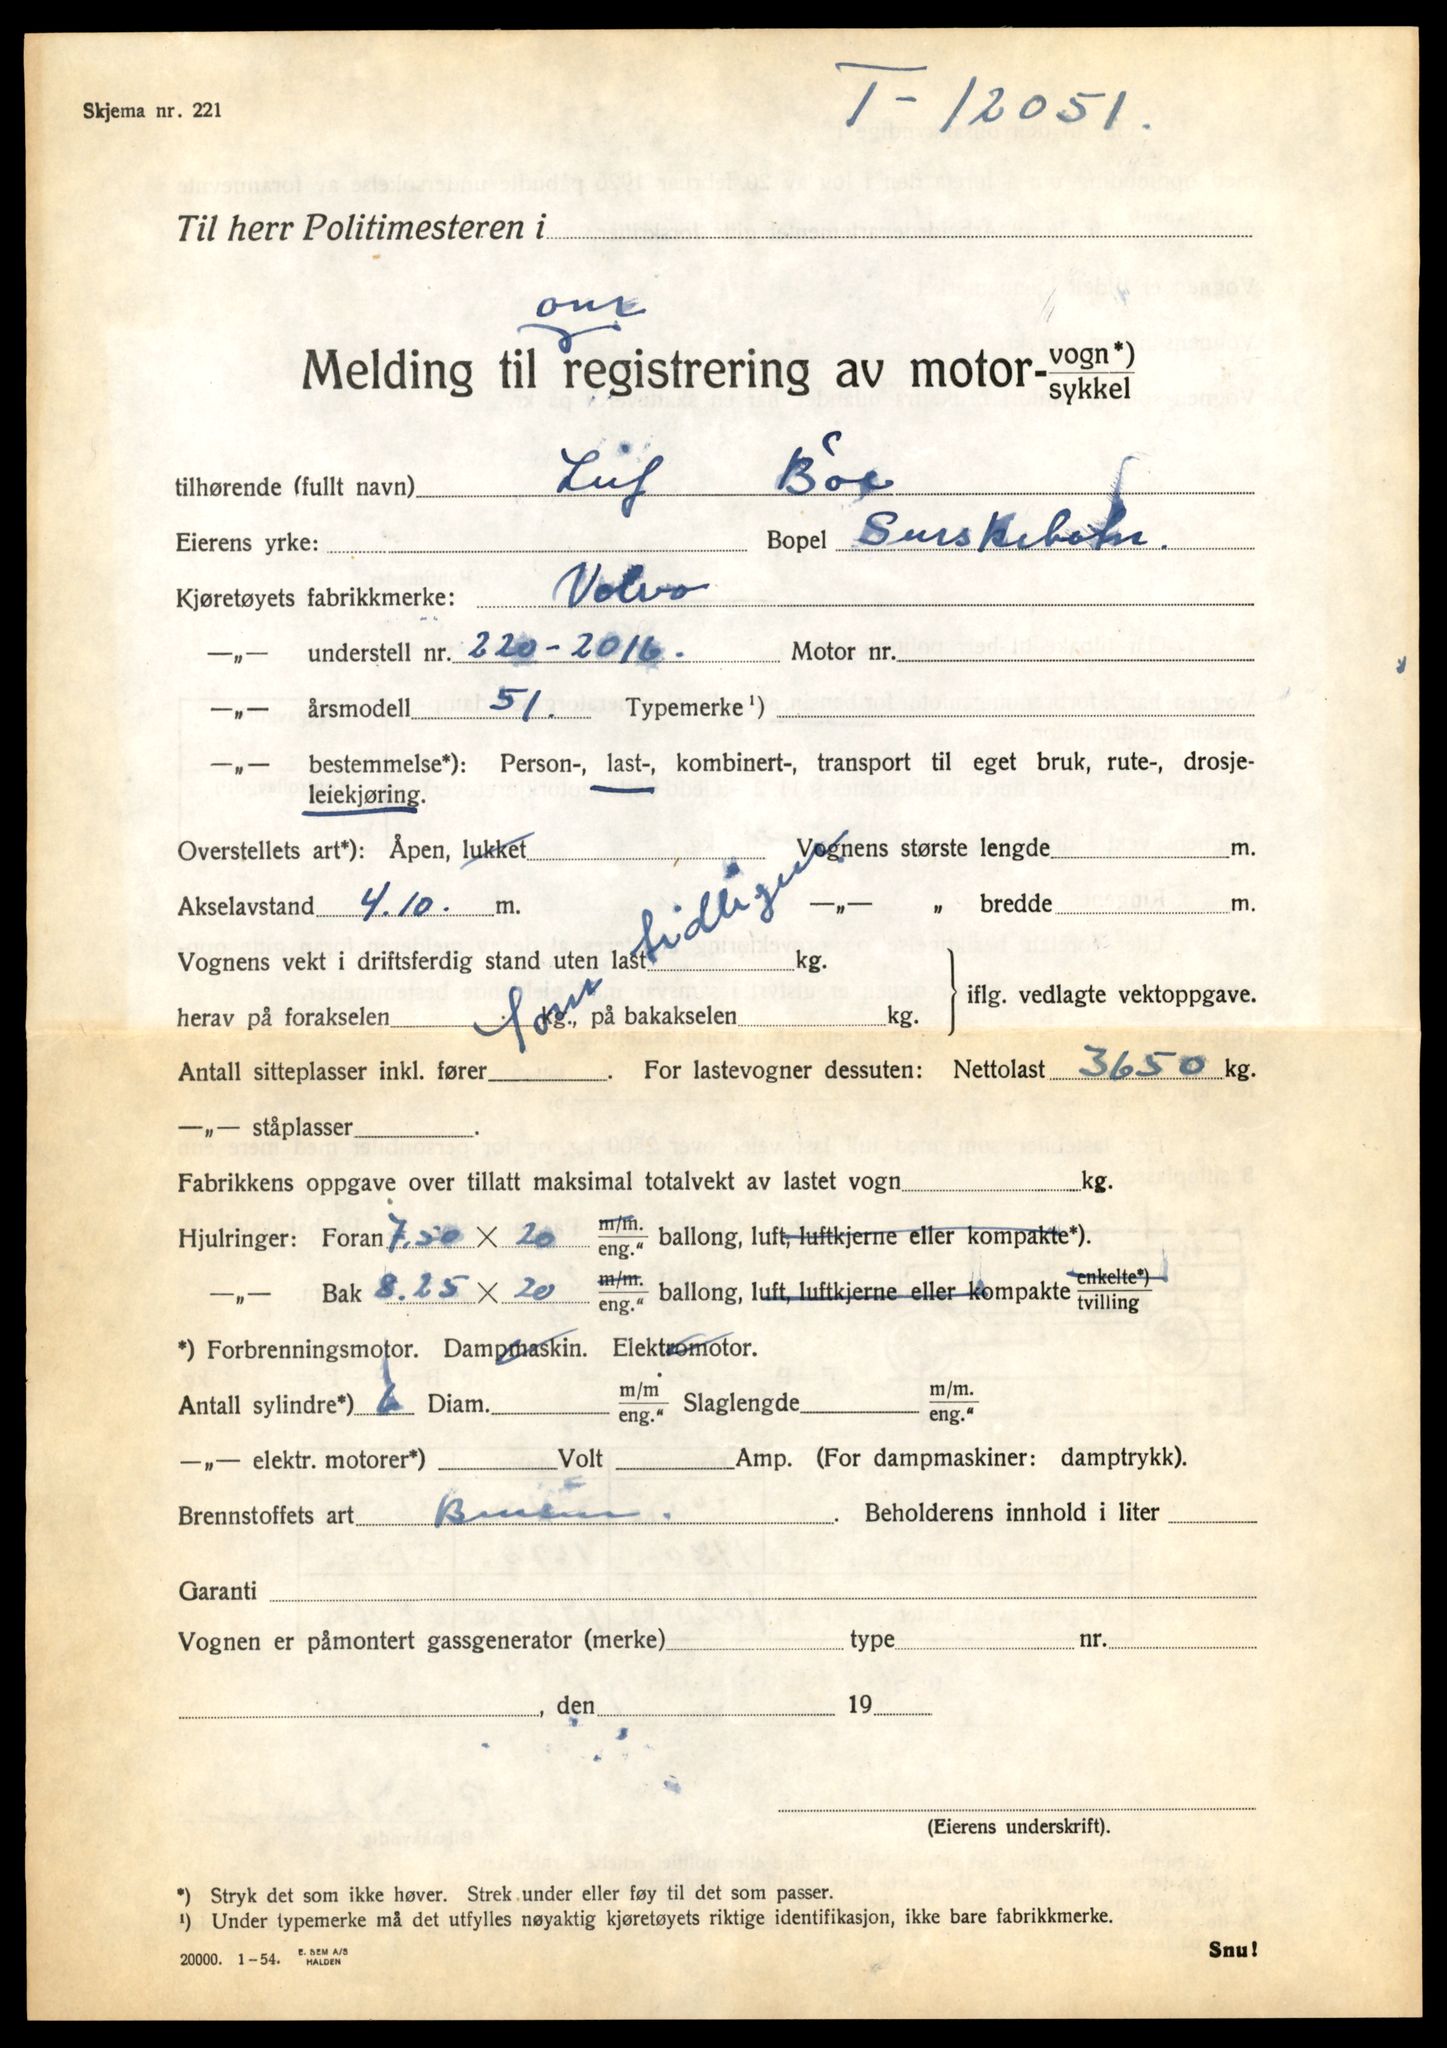 Skjema nr. 221
T-12051.
Til herr Politimesteren i
om
Melding til registrering av motor- vogn*) sykkel
tilhørende (fullt navn) Leif Böe
Eierens yrke: Bopel
Kjøretøyets fabrikkmerke: Volvo
—„— understell nr. 220-2016. Motor nr.
—„— årsmodell 51. Typemerke ¹)
—„— bestemmelse*): Person-, last-, kombinert-, transport til eget bruk, rute-, drosje-
leiekjøring.
Overstellets art*): Åpen, lukket Vognens største lengde m.
Akselavstand 4.10. m. —„— „ bredde m.
som tidligere
Vognens vekt i driftsferdig stand uten last kg.
herav på forakselen kg., på bakakselen kg. iflg. vedlagte vektoppgave.
Antall sitteplasser inkl. fører . For lastevogner dessuten: Nettolast 3650 kg.
—„— ståplasser .
Fabrikkens oppgave over tillatt maksimal totalvekt av lastet vogn kg.
Hjulringer: Foran 7.50 × 20 m/m. eng.“ ballong, luft, luftkjerne eller kompakte*).
—„— Bak 8.25 × 20 m/m. eng.“ ballong, luft, luftkjerne eller kompakte enkelte*) tvilling
*) Forbrenningsmotor. Dampmaskin. Elektromotor.
Antall sylindre*) 6 Diam. m/m eng.“ Slaglengde m/m. eng.“
—„— elektr. motorer*) Volt Amp. (For dampmaskiner: damptrykk).
Brennstoffets art Bensin. . Beholderens innhold i liter
Garanti
Vognen er påmontert gassgenerator (merke) type nr.
, den 19
(Eierens underskrift).
*) Stryk det som ikke høver. Strek under eller føy til det som passer.
¹) Under typemerke må det utfylles nøyaktig kjøretøyets riktige identifikasjon, ikke bare fabrikkmerke.
20000. 1-54. E. SEM A/S HALDEN
Snu!